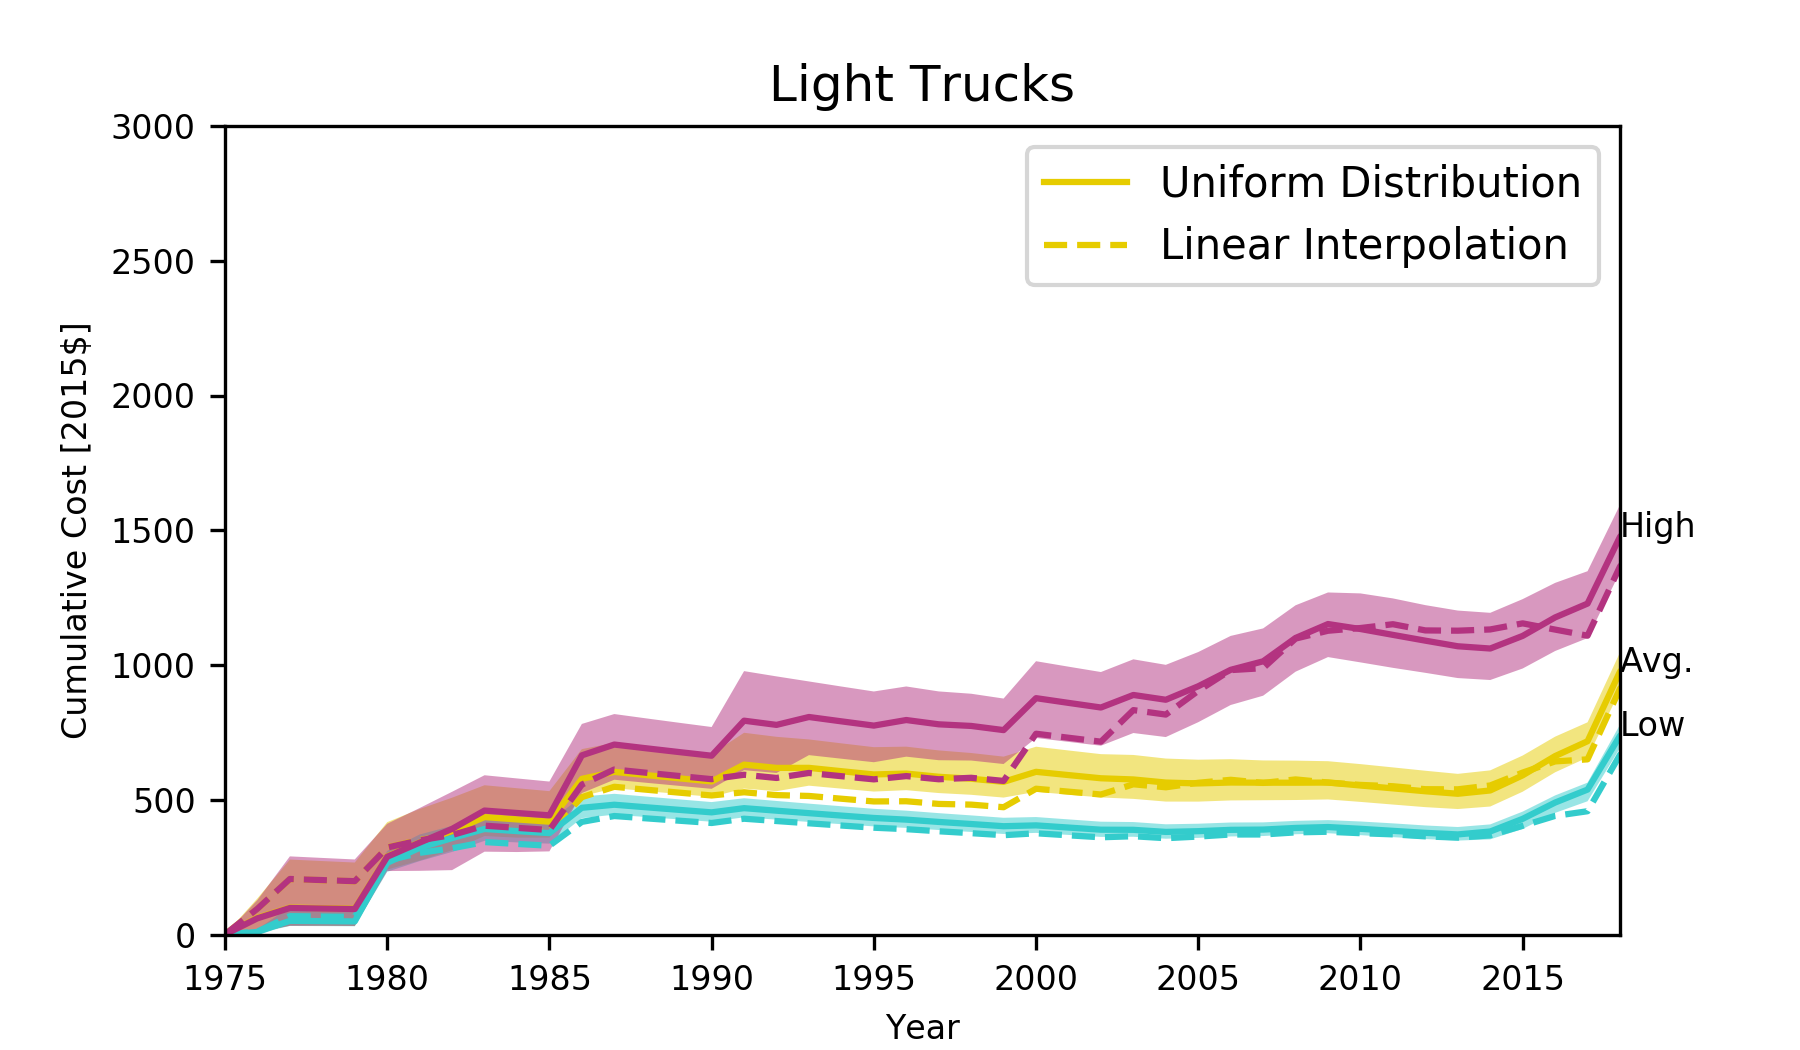 Light Trucks
3000
2500
2000
1500
1000
500
0
Cumulative Cost [2015$]
Uniform Distribution
Linear Interpolation
High
Avg.
Low
1975 1980 1985 1990 1995 2000 2005 2010 2015
Year